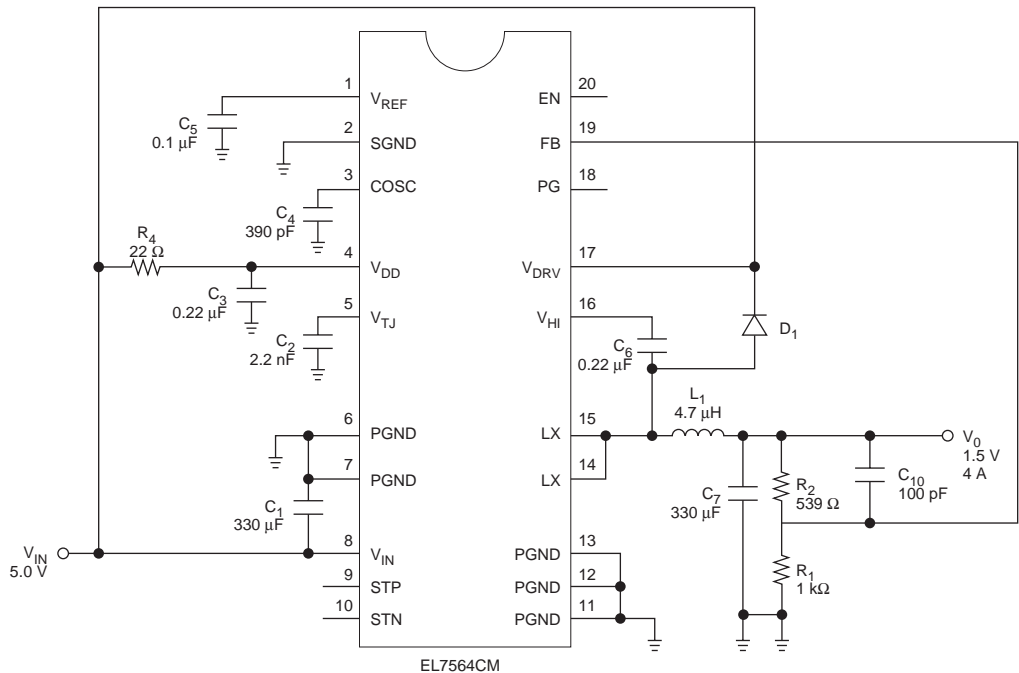 1
V_REF
C_5
0.1 μF
2
SGND
3
COSC
C_4
390 pF
R_4
22 Ω
4
V_DD
C_3
0.22 μF
5
V_TJ
C_2
2.2 nF
6
PGND
7
PGND
C_1
330 μF
V_IN
5.0 V
8
V_IN
9
STP
10
STN
20
EN
19
FB
18
PG
17
V_DRV
16
V_HI
D_1
C_6
0.22 μF
L_1
4.7 μH
15
LX
14
LX
V_0
1.5 V
4 A
C_7
330 μF
R_2
539 Ω
C_10
100 pF
R_1
1 kΩ
13
PGND
12
PGND
11
PGND
EL7564CM